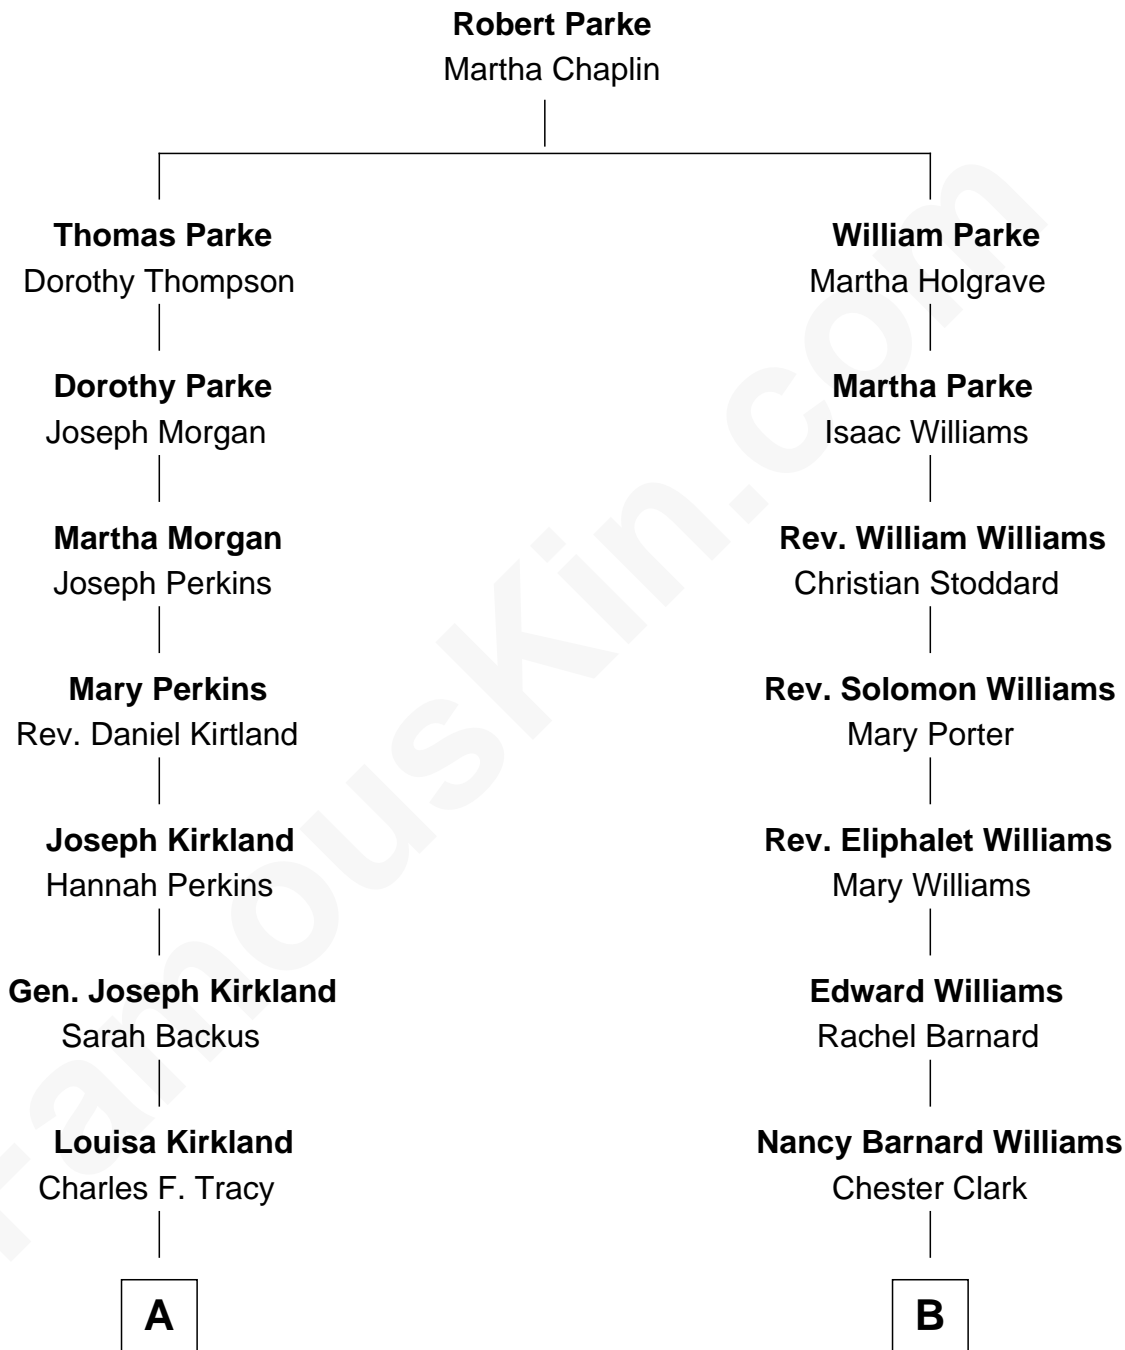 Robert Parke
Martha Chaplin
Thomas Parke
Dorothy Thompson
William Parke
Martha Holgrave
Dorothy Parke
Joseph Morgan
Martha Parke
Isaac Williams
Martha Morgan
Joseph Perkins
Rev. William Williams
Christian Stoddard
Mary Perkins
Rev. Daniel Kirtland
Rev. Solomon Williams
Mary Porter
Joseph Kirkland
Hannah Perkins
Rev. Eliphalet Williams
Mary Williams
Gen. Joseph Kirkland
Sarah Backus
Edward Williams
Rachel Barnard
Louisa Kirkland
Charles F. Tracy
Nancy Barnard Williams
Chester Clark
A
B
FamousKin.com